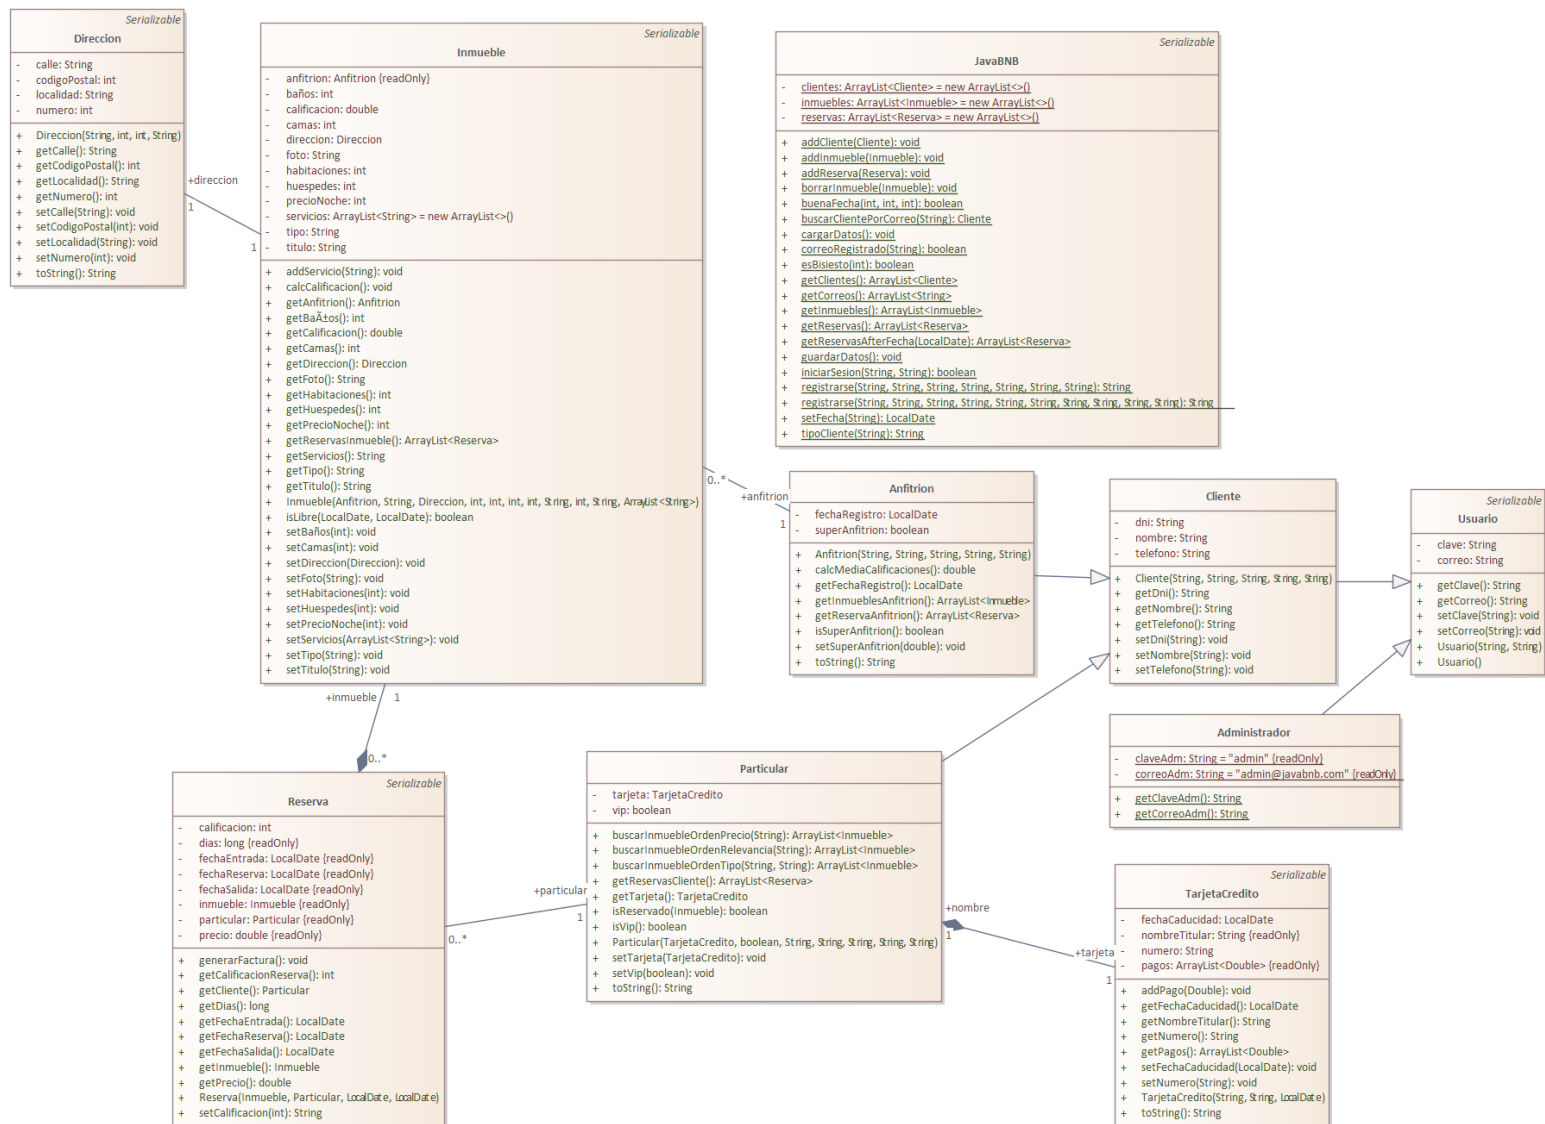 Serializable
Direccion
- calle: String
- codigoPostal: int
- localidad: String
- numero: int
+ Direccion(String, int, int, String)
+ getCalle(): String
+ getCodigoPostal(): int
+ getLocalidad(): String
+ getNumero(): int
+ setCalle(String): void
+ setCodigoPostal(int): void
+ setLocalidad(String): void
+ setNumero(int): void
+ toString(): String
+direccion
1
1
Serializable
Inmueble
- anfitrion: Anfitrion {readOnly}
- baños: int
- calificacion: double
- camas: int
- direccion: Direccion
- foto: String
- habitaciones: int
- huespedes: int
- precioNoche: int
- servicios: ArrayList<String> = new ArrayList<>()
- tipo: String
- titulo: String
+ addServicio(String): void
+ calcCalificacion(): void
+ getAnfitrion(): Anfitrion
+ getBaÃ±os(): int
+ getCalificacion(): double
+ getCamas(): int
+ getDireccion(): Direccion
+ getFoto(): String
+ getHabitaciones(): int
+ getHuespedes(): int
+ getPrecioNoche(): int
+ getReservasInmueble(): ArrayList<Reserva>
+ getServicios(): String
+ getTipo(): String
+ getTitulo(): String
+ Inmueble(Anfitrion, String, Direccion, int, int, int, int, String, int, String, ArrayList<String>)
+ isLibre(LocalDate, LocalDate): boolean
+ setBaños(int): void
+ setCamas(int): void
+ setDireccion(Direccion): void
+ setFoto(String): void
+ setHabitaciones(int): void
+ setHuespedes(int): void
+ setPrecioNoche(int): void
+ setServicios(ArrayList<String>): void
+ setTipo(String): void
+ setTitulo(String): void
Serializable
JavaBNB
- clientes: ArrayList<Cliente> = new ArrayList<>()
- inmuebles: ArrayList<Inmueble> = new ArrayList<>()
- reservas: ArrayList<Reserva> = new ArrayList<>()
+ addCliente(Cliente): void
+ addInmueble(Inmueble): void
+ addReserva(Reserva): void
+ borrarInmueble(Inmueble): void
+ buenaFecha(int, int, int): boolean
+ buscarClientePorCorreo(String): Cliente
+ cargarDatos(): void
+ correoRegistrado(String): boolean
+ esBisiesto(int): boolean
+ getClientes(): ArrayList<Cliente>
+ getCorreos(): ArrayList<String>
+ getInmuebles(): ArrayList<Inmueble>
+ getReservas(): ArrayList<Reserva>
+ getReservasAfterFecha(LocalDate): ArrayList<Reserva>
+ guardarDatos(): void
+ iniciarSesion(String, String): boolean
+ registrarse(String, String, String, String, String, String, String): String
+ registrarse(String, String, String, String, String, String, String, String, String, String): String
+ setFecha(String): LocalDate
+ tipoCliente(String): String
0..*
+anfitrion
1
Anfitrion
- fechaRegistro: LocalDate
- superAnfitrion: boolean
+ Anfitrion(String, String, String, String, String)
+ calcMediaCalificaciones(): double
+ getFechaRegistro(): LocalDate
+ getInmueblesAnfitrion(): ArrayList<Inmueble>
+ getReservaAnfitrion(): ArrayList<Reserva>
+ isSuperAnfitrion(): boolean
+ setSuperAnfitrion(double): void
+ toString(): String
Cliente
- dni: String
- nombre: String
- telefono: String
+ Cliente(String, String, String, String, String)
+ getDni(): String
+ getNombre(): String
+ getTelefono(): String
+ setDni(String): void
+ setNombre(String): void
+ setTelefono(String): void
Serializable
Usuario
- clave: String
- correo: String
+ getClave(): String
+ getCorreo(): String
+ setClave(String): void
+ setCorreo(String): void
+ Usuario(String, String)
+ Usuario()
Administrador
- claveAdm: String = "admin" {readOnly}
- correoAdm: String = "admin@javabnb.com" {readOnly}
+ getClaveAdm(): String
+ getCorreoAdm(): String
+inmueble
1
0..*
Serializable
Reserva
- calificacion: int
- dias: long {readOnly}
- fechaEntrada: LocalDate {readOnly}
- fechaReserva: LocalDate {readOnly}
- fechaSalida: LocalDate {readOnly}
- inmueble: Inmueble {readOnly}
- particular: Particular {readOnly}
- precio: double {readOnly}
+ generarFactura(): void
+ getCalificacionReserva(): int
+ getCliente(): Particular
+ getDias(): long
+ getFechaEntrada(): LocalDate
+ getFechaReserva(): LocalDate
+ getFechaSalida(): LocalDate
+ getInmueble(): Inmueble
+ getPrecio(): double
+ Reserva(Inmueble, Particular, LocalDate, LocalDate)
+ setCalificacion(int): String
0..*
+particular
1
Particular
- tarjeta: TarjetaCredito
- vip: boolean
+ buscarInmuebleOrdenPrecio(String): ArrayList<Inmueble>
+ buscarInmuebleOrdenRelevancia(String): ArrayList<Inmueble>
+ buscarInmuebleOrdenTipo(String, String): ArrayList<Inmueble>
+ getReservasCliente(): ArrayList<Reserva>
+ getTarjeta(): TarjetaCredito
+ isReservado(Inmueble): boolean
+ isVip(): boolean
+ Particular(TarjetaCredito, boolean, String, String, String, String, String)
+ setTarjeta(TarjetaCredito): void
+ setVip(boolean): void
+ toString(): String
+nombre
1
+tarjeta
1
Serializable
TarjetaCredito
- fechaCaducidad: LocalDate
- nombreTitular: String {readOnly}
- numero: String
- pagos: ArrayList<Double> {readOnly}
+ addPago(Double): void
+ getFechaCaducidad(): LocalDate
+ getNombreTitular(): String
+ getNumero(): String
+ getPagos(): ArrayList<Double>
+ setFechaCaducidad(LocalDate): void
+ setNumero(String): void
+ TarjetaCredito(String, String, LocalDate)
+ toString(): String